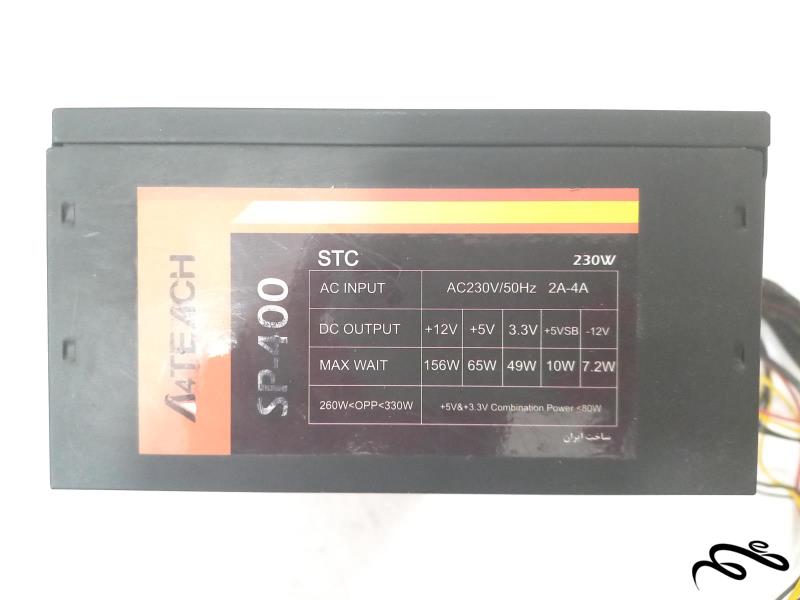 A4TEACH
SP-400
STC 230W
AC INPUT AC230V/50Hz 2A-4A
DC OUTPUT +12V +5V 3.3V +5VSB -12V
MAX WAIT 156W 65W 49W 10W 7.2W
260W<OPP<330W +5V&+3.3V Combination Power ≤80W
ساخت ایران